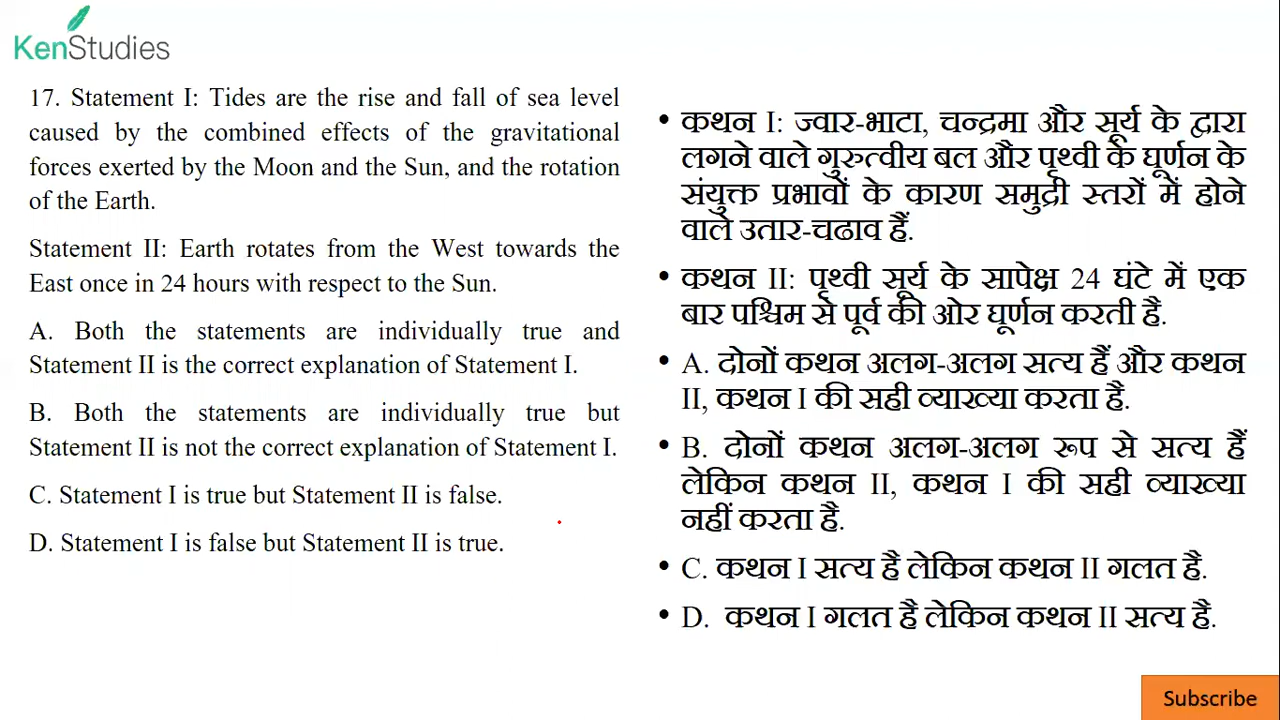 KenStudies
17. Statement I: Tides are the rise and fall of sea level
caused by the combined effects of the gravitational
forces exerted by the Moon and the Sun, and the rotation
of the Earth.
Statement II: Earth rotates from the West towards the
East once in 24 hours with respect to the Sun.
A. Both the statements are individually true and
Statement II is the correct explanation of Statement I.
B. Both the statements are individually true but
Statement II is not the correct explanation of Statement I.
C. Statement I is true but Statement II is false.
D. Statement I is false but Statement II is true.
• कथन I: ज्वार-भाटा, चन्द्रमा और सूर्य के द्वारा
लगने वाले गुरुत्वीय बल और पृथ्वी के घूर्णन के
संयुक्त प्रभावों के कारण समुद्री स्तरों में होने
वाले उतार-चढाव हैं.
• कथन II: पृथ्वी सूर्य के सापेक्ष 24 घंटे में एक
बार पश्चिम से पूर्व की ओर घूर्णन करती है.
• A. दोनों कथन अलग-अलग सत्य हैं और कथन
II, कथन I की सही व्याख्या करता है.
• B. दोनों कथन अलग-अलग रूप से सत्य हैं
लेकिन कथन II, कथन I की सही व्याख्या
नहीं करता है.
• C. कथन I सत्य है लेकिन कथन II गलत है.
• D. कथन I गलत है लेकिन कथन II सत्य है.
Subscribe